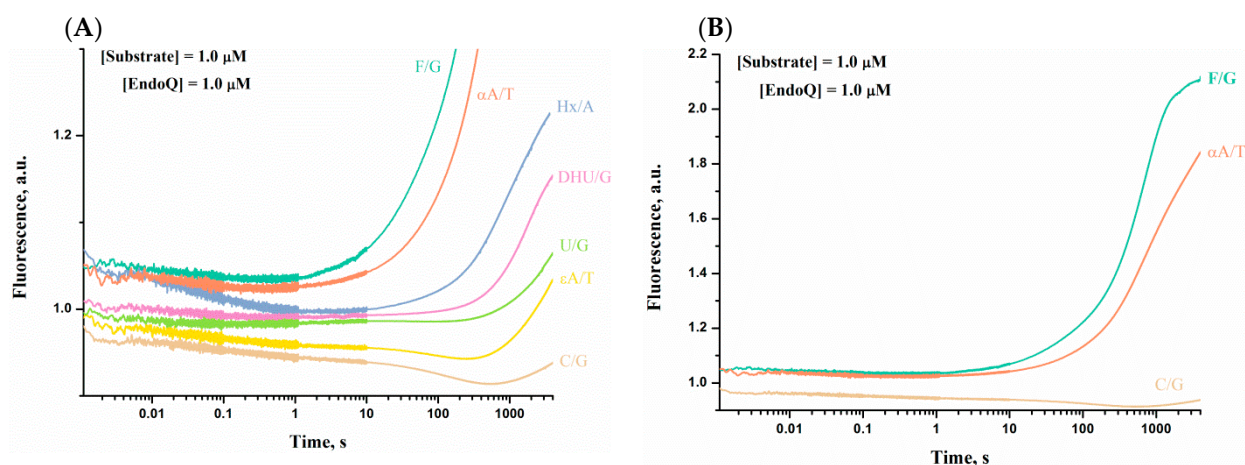 (A)
[Substrate] = 1.0 μM
[EndoQ] = 1.0 μM
F/G
αA/T
Hx/A
DHU/G
U/G
εA/T
C/G
1.2
1.0
Fluorescence, a.u.
0.01 0.1 1 10 100 1000
Time, s
(B)
[Substrate] = 1.0 μM
[EndoQ] = 1.0 μM
F/G
αA/T
C/G
2.2
2.0
1.8
1.6
1.4
1.2
1.0
Fluorescence, a.u.
0.01 0.1 1 10 100 1000
Time, s